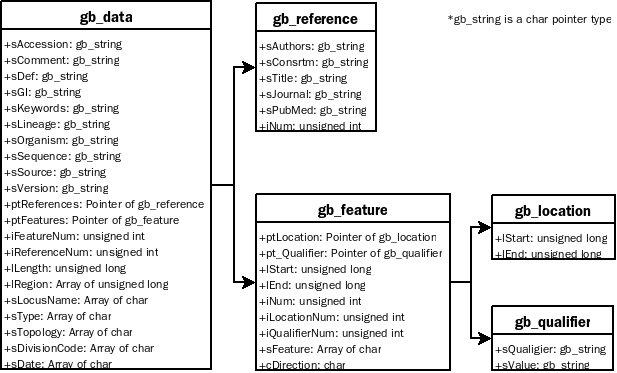 gb_data
+sAccession: gb_string
+sComment: gb_string
+sDef: gb_string
+sGI: gb_string
+sKeywords: gb_string
+sLineage: gb_string
+sOrganism: gb_string
+sSequence: gb_string
+sSource: gb_string
+sVersion: gb_string
+ptReferences: Pointer of gb_reference
+ptFeatures: Pointer of gb_feature
+iFeatureNum: unsigned int
+iReferenceNum: unsigned int
+lLength: unsigned long
+lRegion: Array of unsigned long
+sLocusName: Array of char
+sType: Array of char
+sTopology: Array of char
+sDivisionCode: Array of char
+sDate: Array of char
gb_reference
+sAuthors: gb_string
+sConsrtm: gb_string
+sTitle: gb_string
+sJournal: gb_string
+sPubMed: gb_string
+iNum: unsigned int
*gb_string is a char pointer type
gb_feature
+ptLocation: Pointer of gb_location
+pt_Qualifier: Pointer of gb_qualifier
+lStart: unsigned long
+lEnd: unsigned long
+iNum: unsigned int
+iLocationNum: unsigned int
+iQualifierNum: unsigned int
+sFeature: Array of char
+cDirection: char
gb_location
+lStart: unsigned long
+lEnd: unsigned long
gb_qualifier
+sQualigier: gb_string
+sValue: gb_string